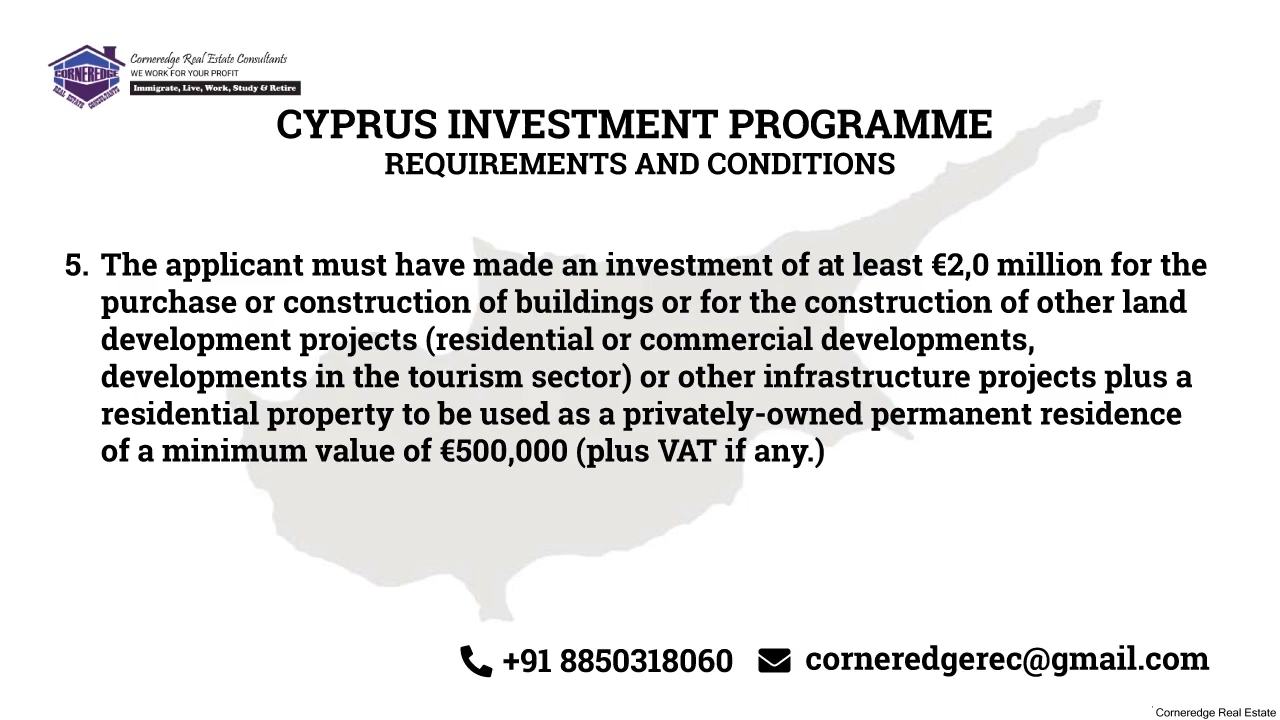 CORNEREDGE
REAL ESTATE CONSULTANTS
Corneredge Real Estate Consultants
WE WORK FOR YOUR PROFIT
Immigrate, Live, Work, Study & Retire
CYPRUS INVESTMENT PROGRAMME
REQUIREMENTS AND CONDITIONS
5. The applicant must have made an investment of at least €2,0 million for the
purchase or construction of buildings or for the construction of other land
development projects (residential or commercial developments,
developments in the tourism sector) or other infrastructure projects plus a
residential property to be used as a privately-owned permanent residence
of a minimum value of €500,000 (plus VAT if any.)
+91 8850318060 corneredgerec@gmail.com
Corneredge Real Estate